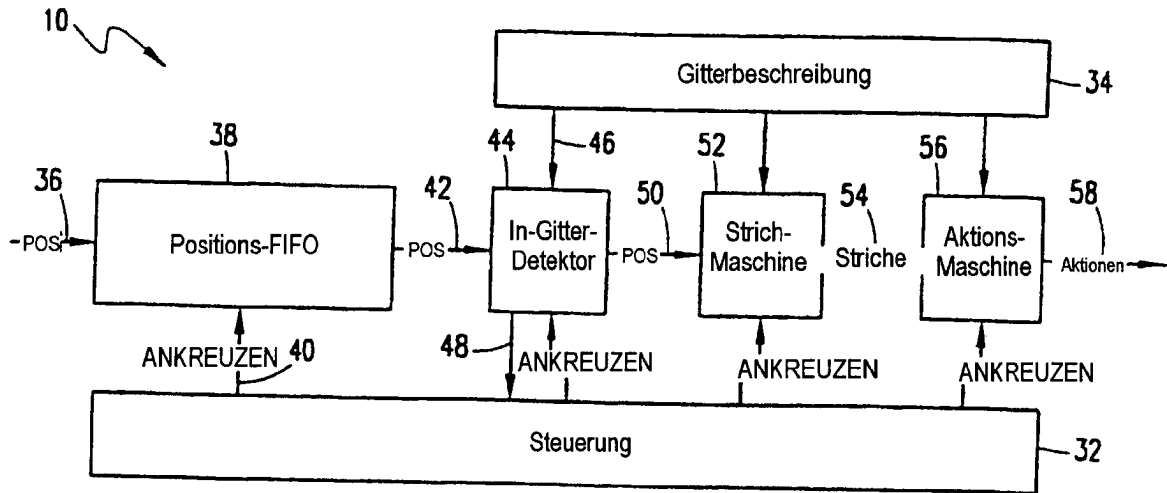 10
Gitterbeschreibung
34
38
44
46
52
56
36
42
50
54
58
POS
Positions-FIFO
POS
In-Gitter-
Detektor
POS
Strich-
Maschine
Striche
Aktions-
Maschine
Aktionen
ANKREUZEN
40
48
ANKREUZEN
ANKREUZEN
ANKREUZEN
Steuerung
32